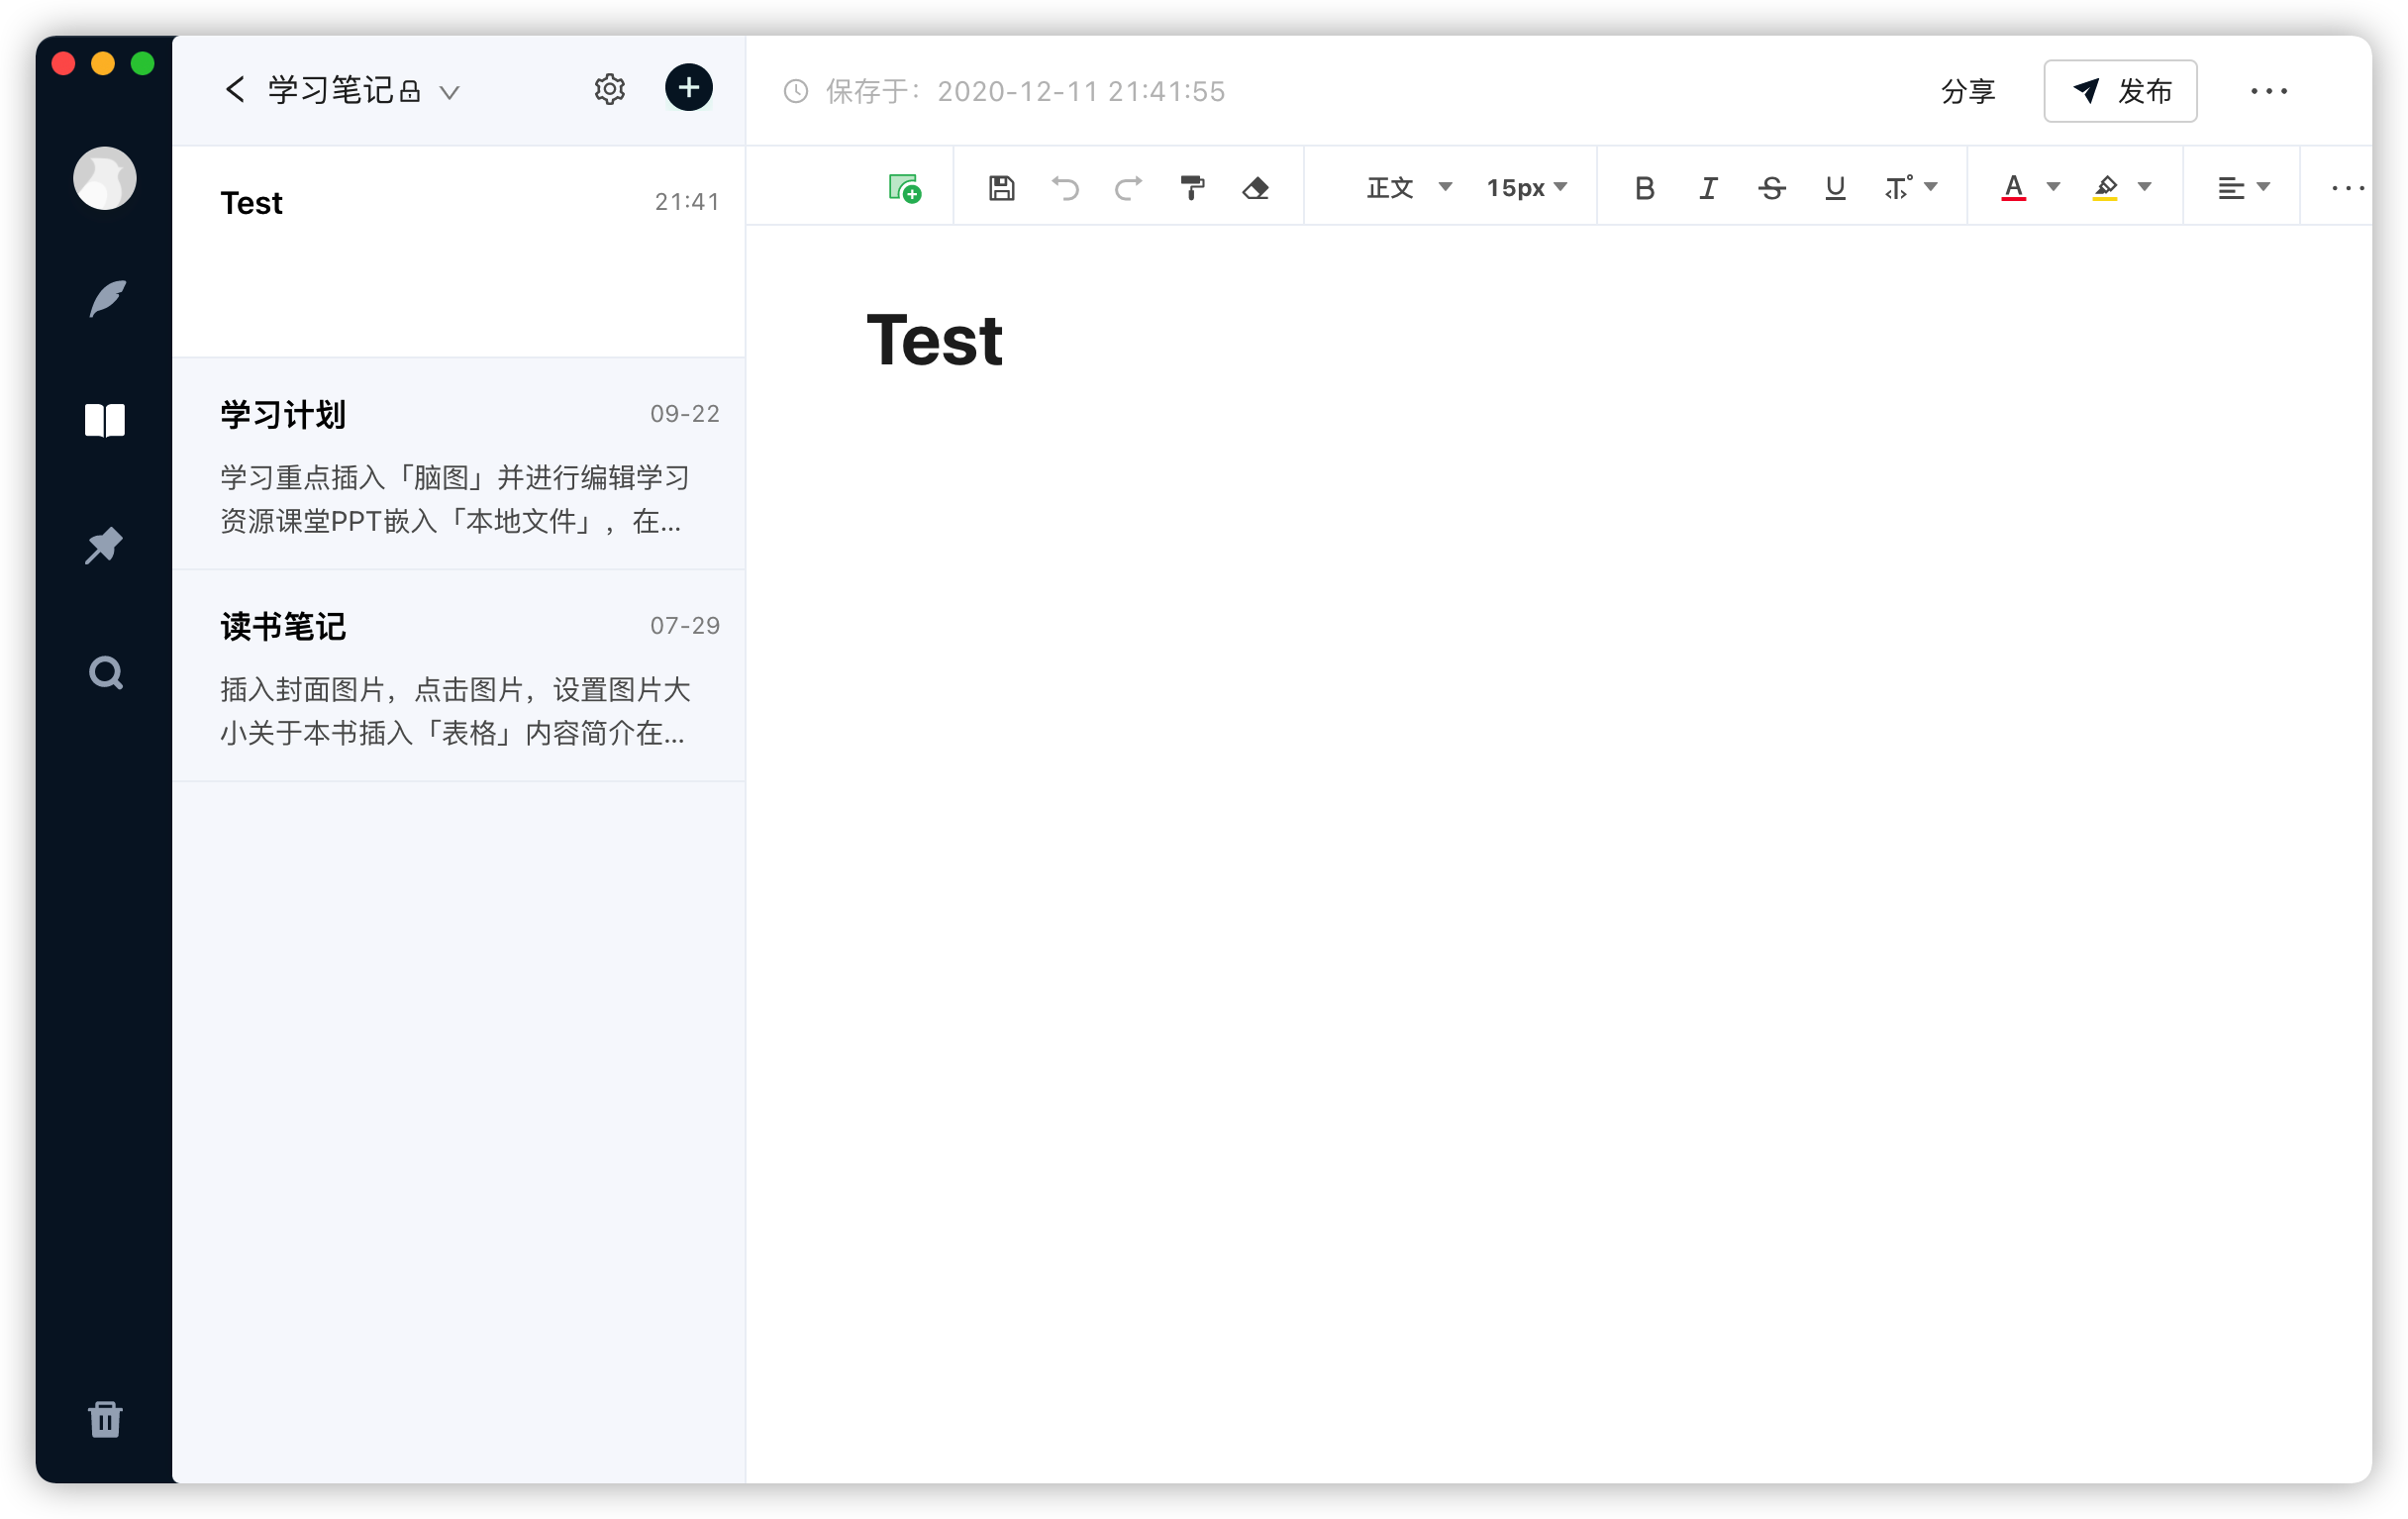 学习笔记
保存于：2020-12-11 21:41:55
分享
发布
正文
15px
Test
21:41
学习计划
09-22
学习重点插入「脑图」并进行编辑学习
资源课堂PPT嵌入「本地文件」，在...
读书笔记
07-29
插入封面图片，点击图片，设置图片大
小关于本书插入「表格」内容简介在...
Test